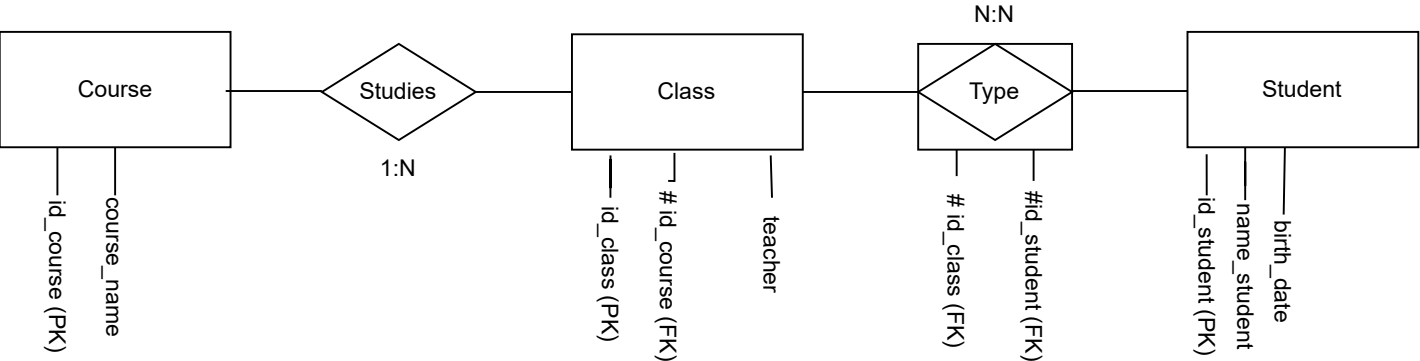 N:N
Course
Studies
Class
Type
Student
1:N
id_course (PK)
course_name
id_class (PK)
# id_course (FK)
teacher
# id_class (FK)
#id_student (FK)
id_student (PK)
name_student
birth_date